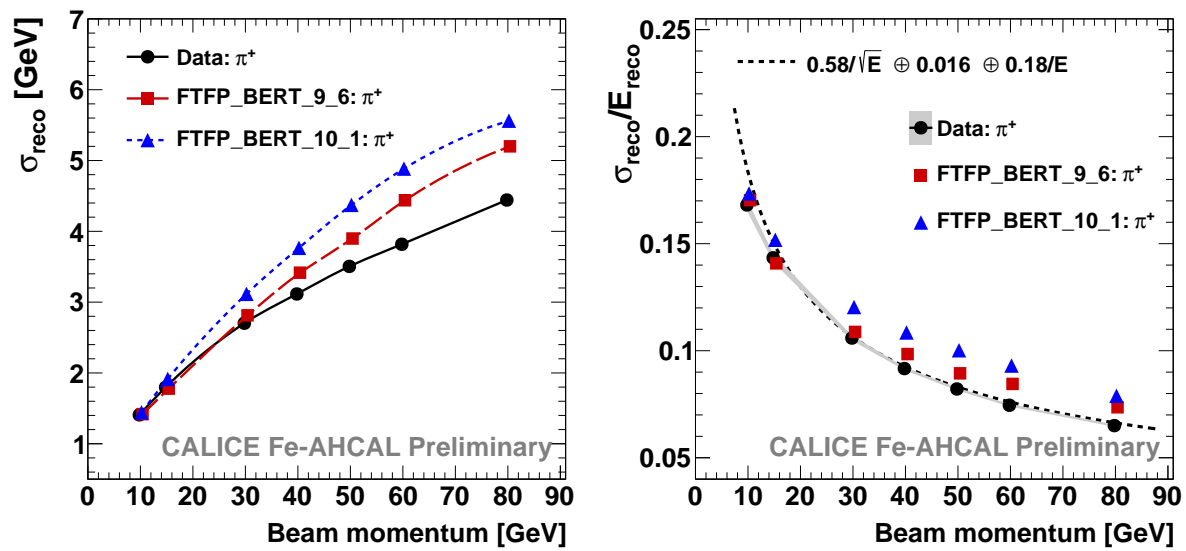 σreco [GeV]
7
6
5
4
3
2
1
Data: π+
FTFP_BERT_9_6: π+
FTFP_BERT_10_1: π+
CALICE Fe-AHCAL Preliminary
0 10 20 30 40 50 60 70 80 90
Beam momentum [GeV]
σreco/Ereco
0.25
0.2
0.15
0.1
0.05
0.58/√E ⊕ 0.016 ⊕ 0.18/E
Data: π+
FTFP_BERT_9_6: π+
FTFP_BERT_10_1: π+
CALICE Fe-AHCAL Preliminary
0 10 20 30 40 50 60 70 80 90
Beam momentum [GeV]